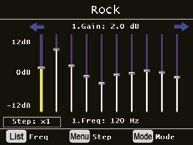 Rock
1.Gain: 2.0 dB
12dB
0dB
-12dB
Step: x1
1.Freq: 120 Hz
List Freq Menu Step Mode Mode